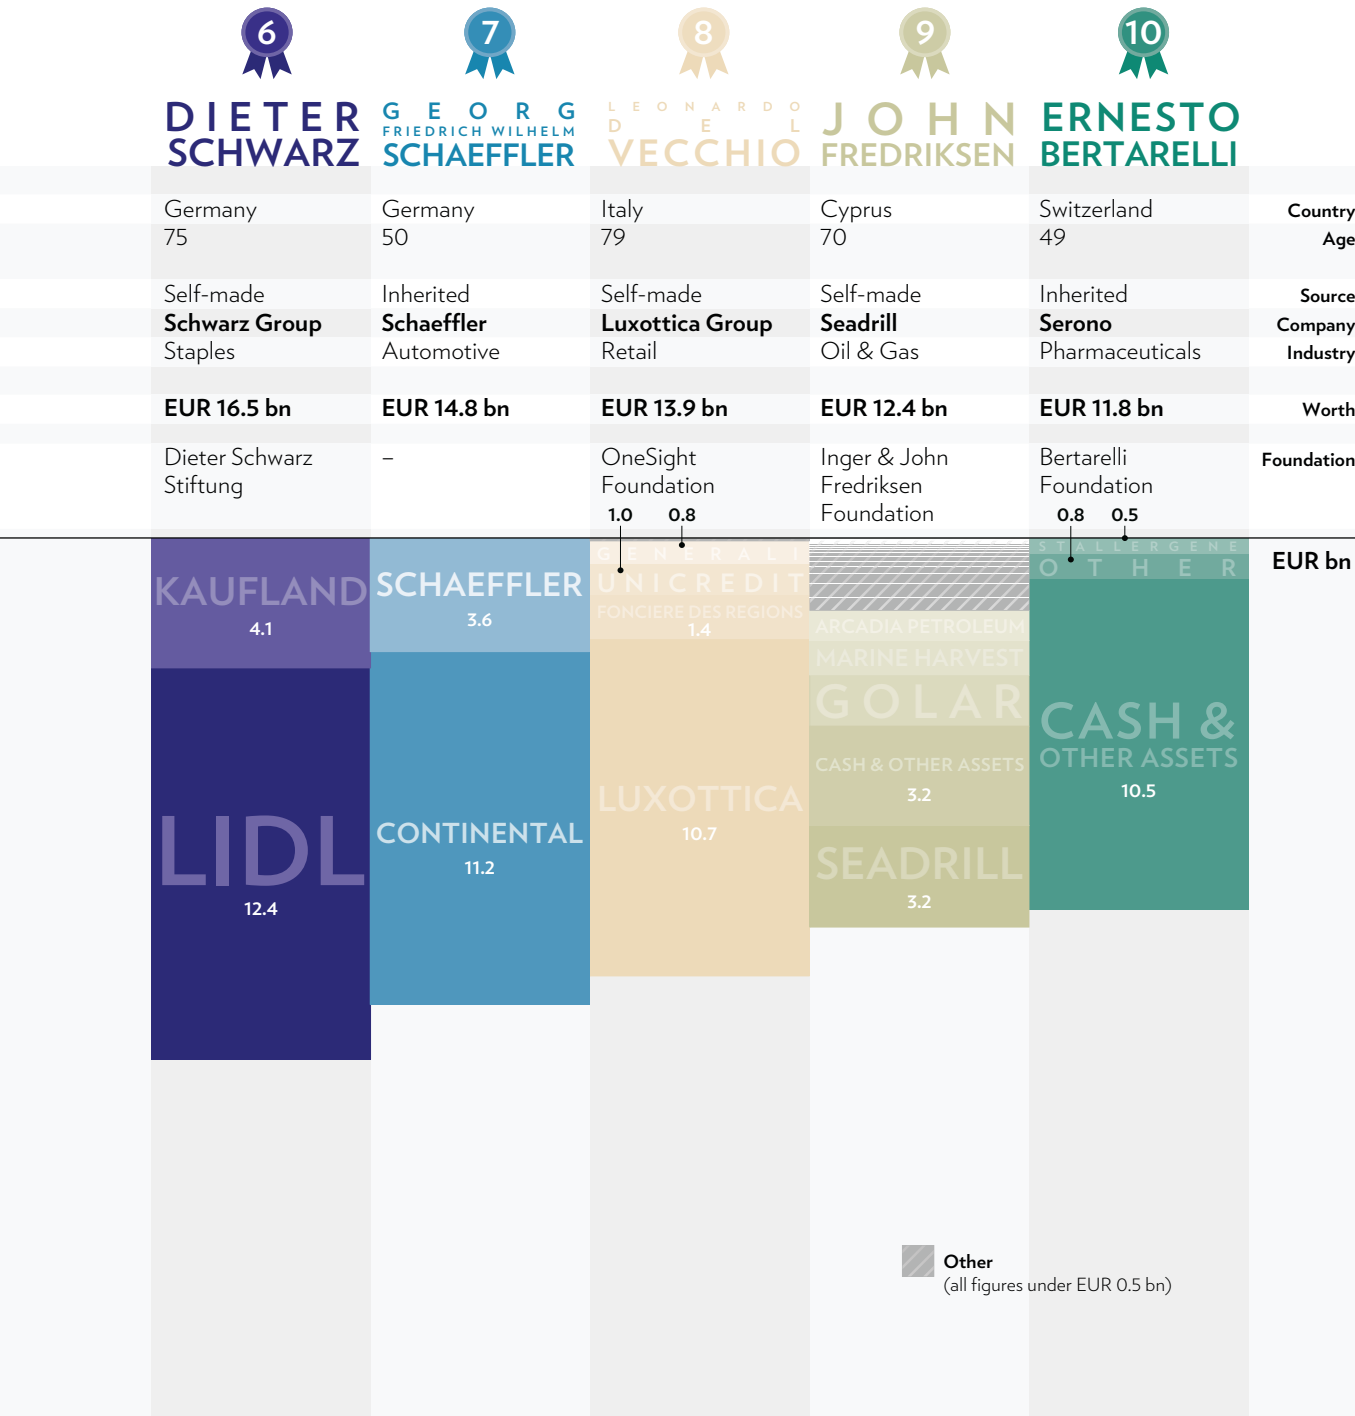 6
7
8
9
10
DIETER
SCHWARZ
GEORG
FRIEDRICH WILHELM
SCHAEFFLER
LEONARDO
DEL
VECCHIO
JOHN
FREDRIKSEN
ERNESTO
BERTARELLI
Germany Germany Italy Cyprus Switzerland Country
75 50 79 70 49 Age
Self-made Inherited Self-made Self-made Inherited Source
Schwarz Group Schaeffler Luxottica Group Seadrill Serono Company
Staples Automotive Retail Oil & Gas Pharmaceuticals Industry
EUR 16.5 bn EUR 14.8 bn EUR 13.9 bn EUR 12.4 bn EUR 11.8 bn Worth
Dieter Schwarz
Stiftung
–
OneSight
Foundation
Inger & John
Fredriksen
Foundation
Bertarelli
Foundation
Foundation
1.0 0.8
0.8 0.5
EUR bn
KAUFLAND
4.1
LIDL
12.4
SCHAEFFLER
3.6
CONTINENTAL
11.2
GENERALI
UNICREDIT
FONCIERE DES REGIONS
1.4
LUXOTTICA
10.7
ARCADIA PETROLEUM
MARINE HARVEST
GOLAR
CASH & OTHER ASSETS
3.2
SEADRILL
3.2
STALLERGENE
OTHER
CASH &
OTHER ASSETS
10.5
Other
(all figures under EUR 0.5 bn)